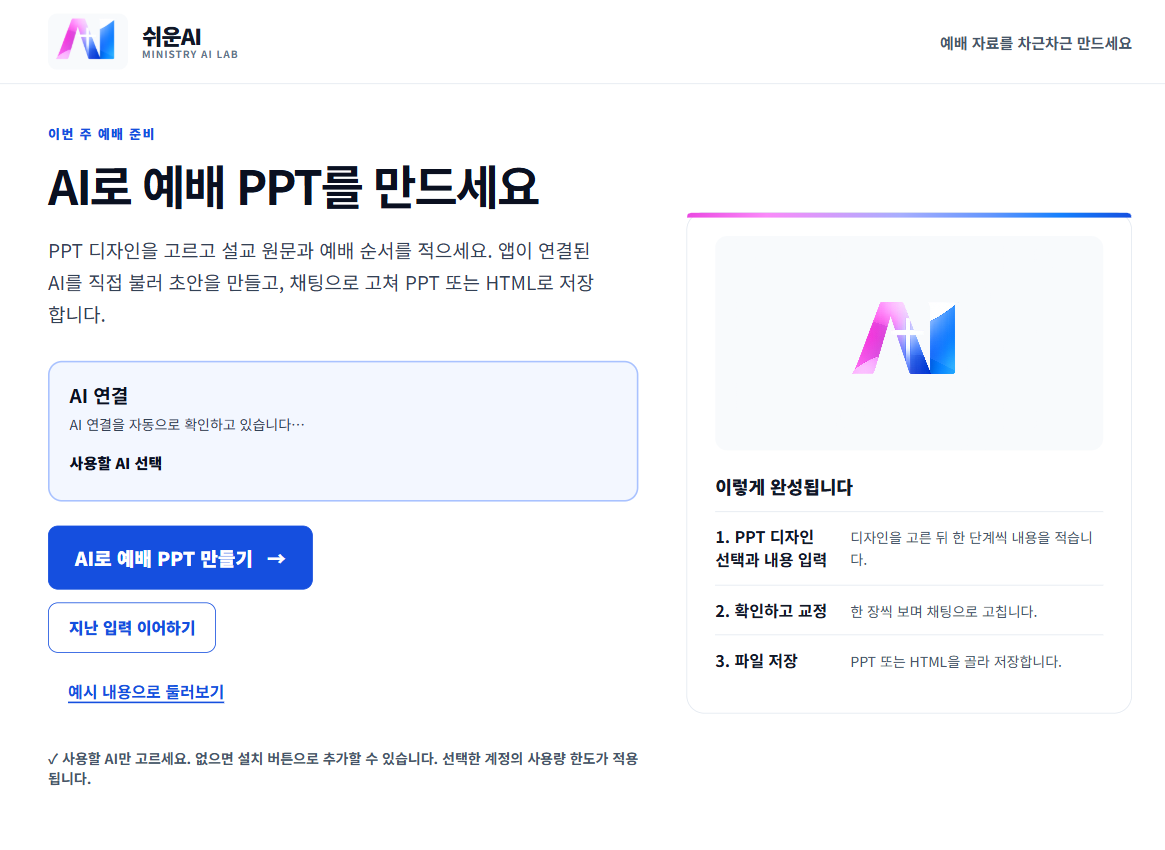 쉬운AI
MINISTRY AI LAB
예배 자료를 차근차근 만드세요
이번 주 예배 준비
AI로 예배 PPT를 만드세요
PPT 디자인을 고르고 설교 원문과 예배 순서를 적으세요. 앱이 연결된
AI를 직접 불러 초안을 만들고, 채팅으로 고쳐 PPT 또는 HTML로 저장
합니다.
AI 연결
AI 연결을 자동으로 확인하고 있습니다…
사용할 AI 선택
AI로 예배 PPT 만들기 →
지난 입력 이어하기
예시 내용으로 둘러보기
✓ 사용할 AI만 고르세요. 없으면 설치 버튼으로 추가할 수 있습니다. 선택한 계정의 사용량 한도가 적용
됩니다.
이렇게 완성됩니다
1. PPT 디자인
선택과 내용 입력
디자인을 고른 뒤 한 단계씩 내용을 적습니
다.
2. 확인하고 교정
한 장씩 보며 채팅으로 고칩니다.
3. 파일 저장
PPT 또는 HTML을 골라 저장합니다.